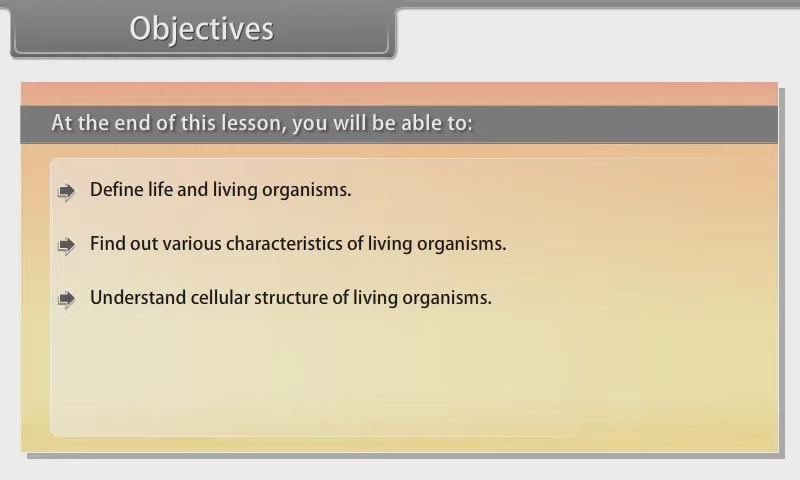 Objectives
At the end of this lesson, you will be able to:
Define life and living organisms.
Find out various characteristics of living organisms.
Understand cellular structure of living organisms.